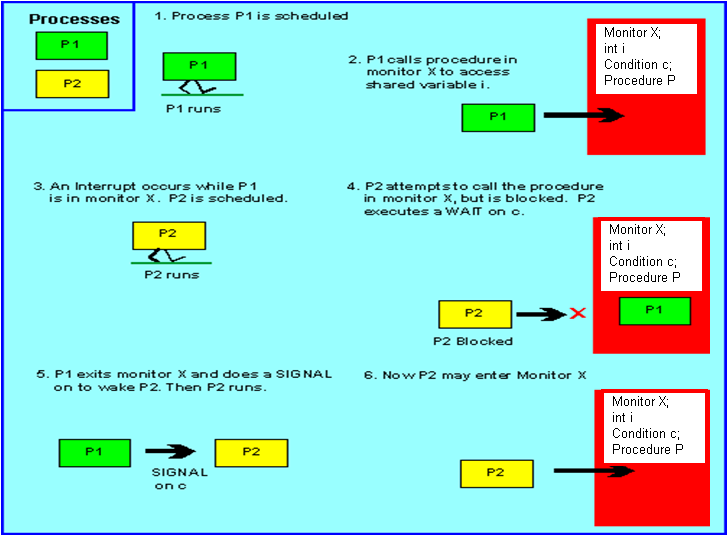 Processes
P1
P2
1. Process P1 is scheduled
P1
P1 runs
2. P1 calls procedure in
monitor X to access
shared variable i.
P1
Monitor X;
int i
Condition c;
Procedure P
3. An Interrupt occurs while P1
is in monitor X. P2 is scheduled.
P2
P2 runs
4. P2 attempts to call the procedure
in monitor X, but is blocked. P2
executes a WAIT on c.
Monitor X;
int i
Condition c;
Procedure P
P1
P2
X
P2 Blocked
5. P1 exits monitor X and does a SIGNAL
on to wake P2. Then P2 runs.
P1
P2
SIGNAL
on c
6. Now P2 may enter Monitor X
Monitor X;
int i
Condition c;
Procedure P
P2